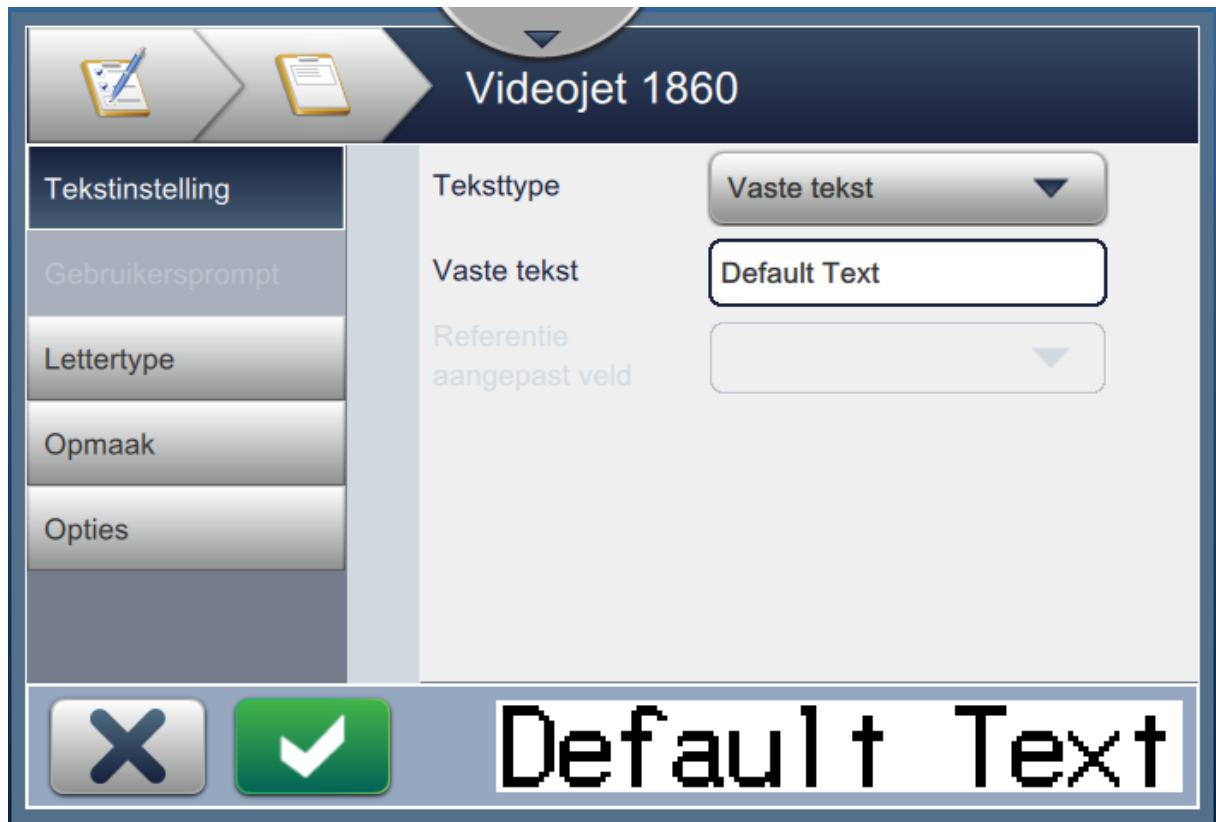 Videojet 1860
Tekstinstelling
Gebruikersprompt
Lettertype
Opmaak
Opties
Teksttype
Vaste tekst
Vaste tekst
Default Text
Referentie
aangepast veld
Default Text